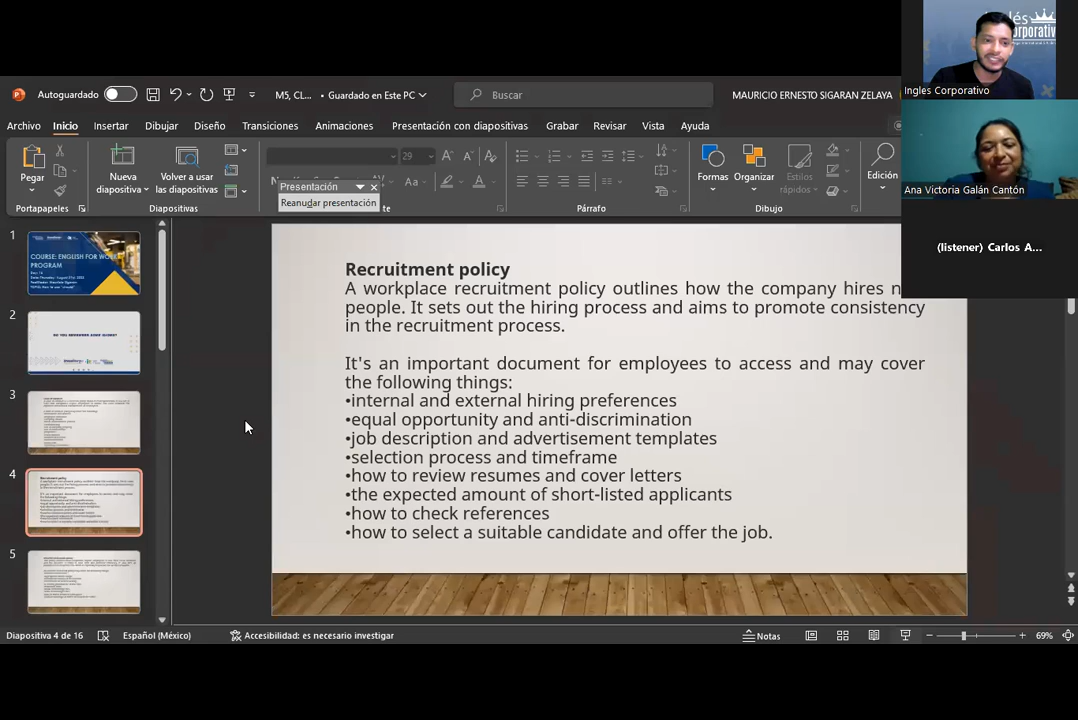 Autoguardado
M5, CL... • Guardado en Este PC
Buscar
MAURICIO ERNESTO SIGARAN ZELAYA
Archivo Inicio Insertar Dibujar Diseño Transiciones Animaciones Presentación con diapositivas Grabar Revisar Vista Ayuda
Pegar
Nueva diapositiva
Volver a usar las diapositivas
29
Aa
A
Formas
Organizar
Estilos rápidos
Edición
Portapapeles
Diapositivas
Párrafo
Dibujo
Presentación
Reanudar presentación
Ingles Corporativo
Ana Victoria Galán Cantón
(listener) Carlos A...
1
COURSE: ENGLISH FOR WORK
PROGRAM
2
3
4
5
Recruitment policy
A workplace recruitment policy outlines how the company hires
people. It sets out the hiring process and aims to promote consistency
in the recruitment process.
It's an important document for employees to access and may cover
the following things:
•internal and external hiring preferences
•equal opportunity and anti-discrimination
•job description and advertisement templates
•selection process and timeframe
•how to review resumes and cover letters
•the expected amount of short-listed applicants
•how to check references
•how to select a suitable candidate and offer the job.
Diapositiva 4 de 16
Español (México)
Accesibilidad: es necesario investigar
Notas
69%